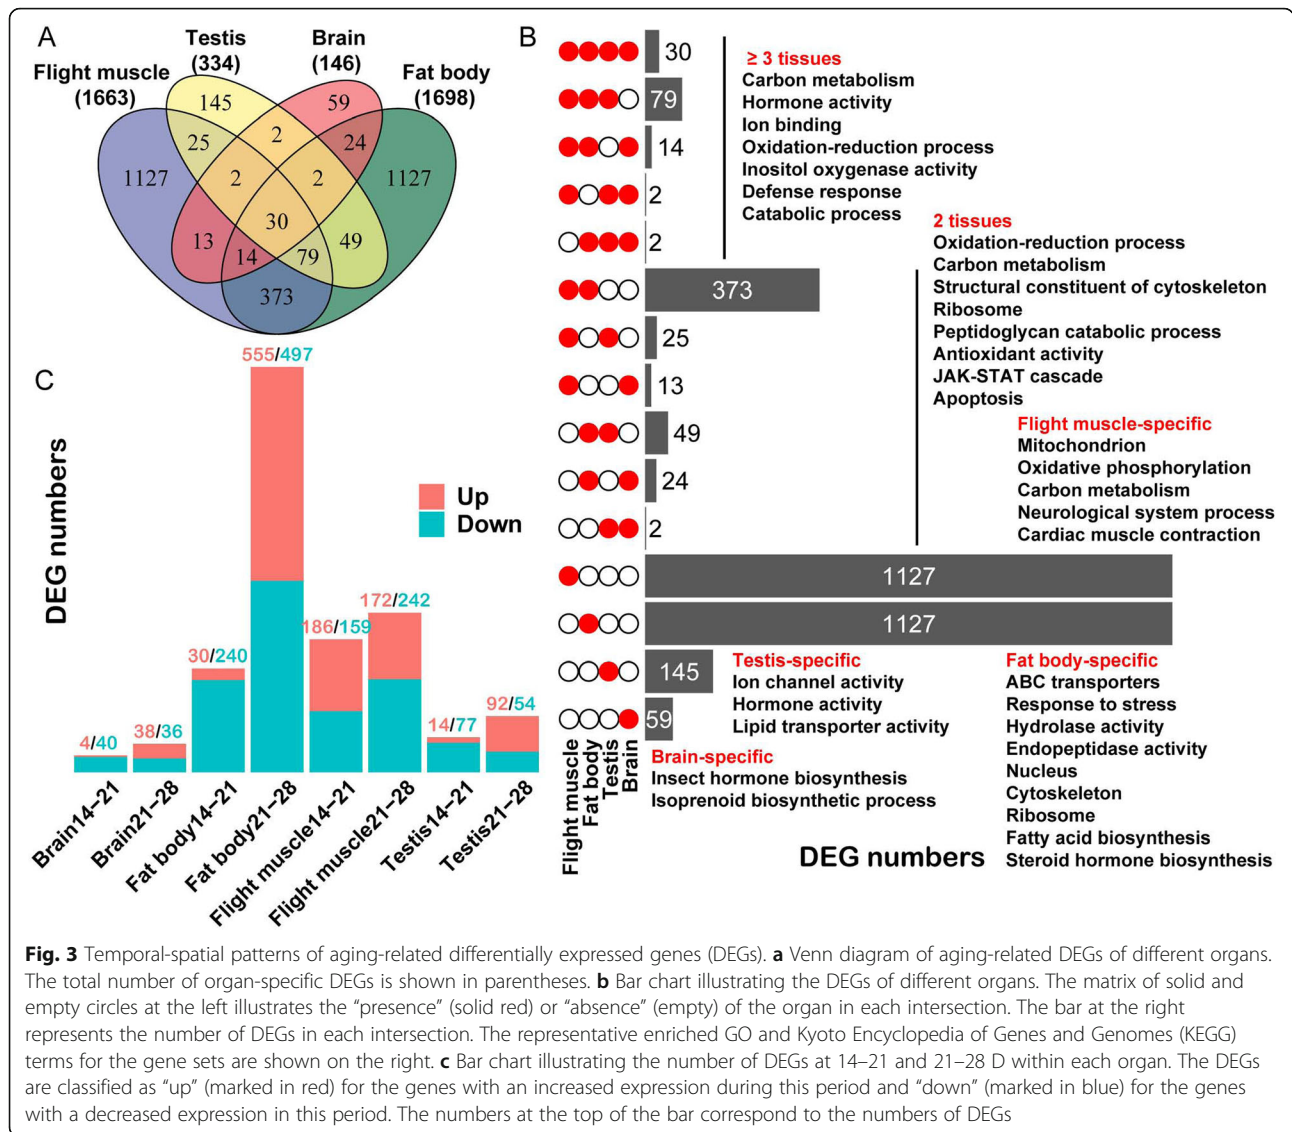 A
Testis
(334)
Brain
(146)
Flight muscle
(1663)
Fat body
(1698)
145
59
25
2
24
1127
2
2
1127
30
13
14
79
49
373
B
30
79
14
2
2
373
25
13
49
24
2
1127
1127
145
59
Flight muscle
Fat body
Testis
Brain
≥ 3 tissues
Carbon metabolism
Hormone activity
Ion binding
Oxidation-reduction process
Inositol oxygenase activity
Defense response
Catabolic process
2 tissues
Oxidation-reduction process
Carbon metabolism
Structural constituent of cytoskeleton
Ribosome
Peptidoglycan catabolic process
Antioxidant activity
JAK-STAT cascade
Apoptosis
Flight muscle-specific
Mitochondrion
Oxidative phosphorylation
Carbon metabolism
Neurological system process
Cardiac muscle contraction
Testis-specific
Ion channel activity
Hormone activity
Lipid transporter activity
Fat body-specific
ABC transporters
Response to stress
Hydrolase activity
Endopeptidase activity
Nucleus
Cytoskeleton
Ribosome
Fatty acid biosynthesis
Steroid hormone biosynthesis
Brain-specific
Insect hormone biosynthesis
Isoprenoid biosynthetic process
DEG numbers
C
DEG numbers
Up
Down
4/40
38/36
30/240
555/497
186/159
172/242
14/77
92/54
Brain14–21
Brain21–28
Fat body14–21
Fat body21–28
Flight muscle14–21
Flight muscle21–28
Testis14–21
Testis21–28
Fig. 3 Temporal-spatial patterns of aging-related differentially expressed genes (DEGs). a Venn diagram of aging-related DEGs of different organs.
The total number of organ-specific DEGs is shown in parentheses. b Bar chart illustrating the DEGs of different organs. The matrix of solid and
empty circles at the left illustrates the “presence” (solid red) or “absence” (empty) of the organ in each intersection. The bar at the right
represents the number of DEGs in each intersection. The representative enriched GO and Kyoto Encyclopedia of Genes and Genomes (KEGG)
terms for the gene sets are shown on the right. c Bar chart illustrating the number of DEGs at 14–21 and 21–28 D within each organ. The DEGs
are classified as “up” (marked in red) for the genes with an increased expression during this period and “down” (marked in blue) for the genes
with a decreased expression in this period. The numbers at the top of the bar correspond to the numbers of DEGs